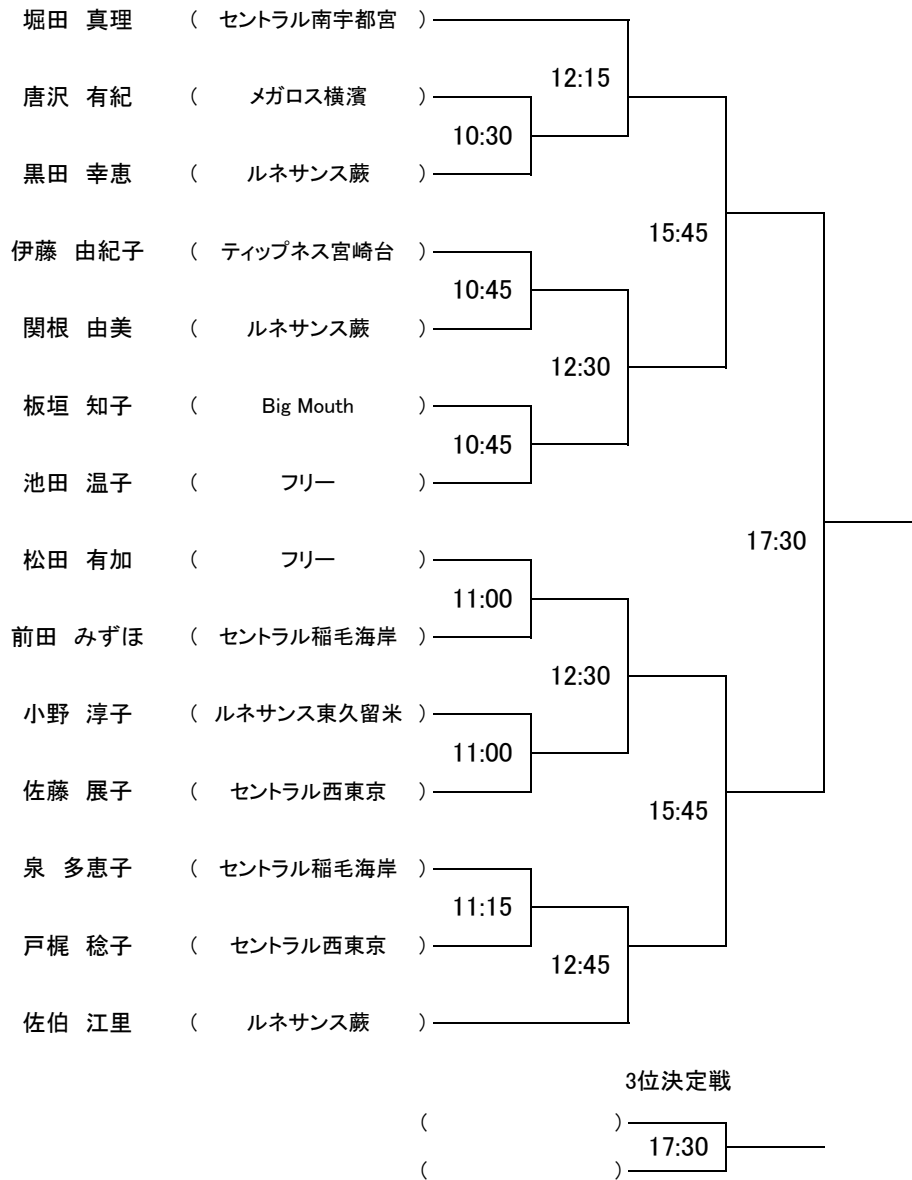 堀田 真理 ( セントラル南宇都宮 )
12:15
唐沢 有紀 ( メガロス横濱 )
10:30
黒田 幸恵 ( ルネサンス蕨 )
15:45
伊藤 由紀子 ( ティップネス宮崎台 )
10:45
関根 由美 ( ルネサンス蕨 )
12:30
板垣 知子 ( Big Mouth )
10:45
池田 温子 ( フリー )
17:30
松田 有加 ( フリー )
11:00
前田 みずほ ( セントラル稲毛海岸 )
12:30
小野 淳子 ( ルネサンス東久留米 )
11:00
佐藤 展子 ( セントラル西東京 )
15:45
泉 多恵子 ( セントラル稲毛海岸 )
11:15
戸梶 稔子 ( セントラル西東京 )
12:45
佐伯 江里 ( ルネサンス蕨 )
3位決定戦
( )
17:30
( )